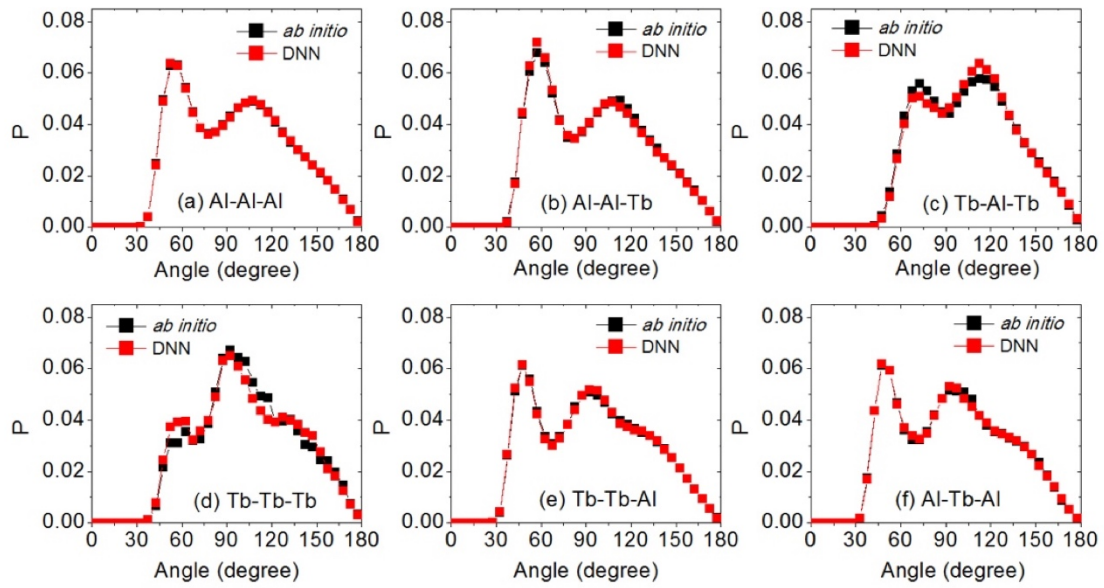 ab initio
DNN
P
0.08
0.06
0.04
0.02
0.00
(a) Al-Al-Al
0 30 60 90 120 150 180
Angle (degree)
ab initio
DNN
P
0.08
0.06
0.04
0.02
0.00
(b) Al-Al-Tb
0 30 60 90 120 150 180
Angle (degree)
ab initio
DNN
P
0.08
0.06
0.04
0.02
0.00
(c) Tb-Al-Tb
0 30 60 90 120 150 180
Angle (degree)
ab initio
DNN
P
0.08
0.06
0.04
0.02
0.00
(d) Tb-Tb-Tb
0 30 60 90 120 150 180
Angle (degree)
ab initio
DNN
P
0.08
0.06
0.04
0.02
0.00
(e) Tb-Tb-Al
0 30 60 90 120 150 180
Angle (degree)
ab initio
DNN
P
0.08
0.06
0.04
0.02
0.00
(f) Al-Tb-Al
0 30 60 90 120 150 180
Angle (degree)